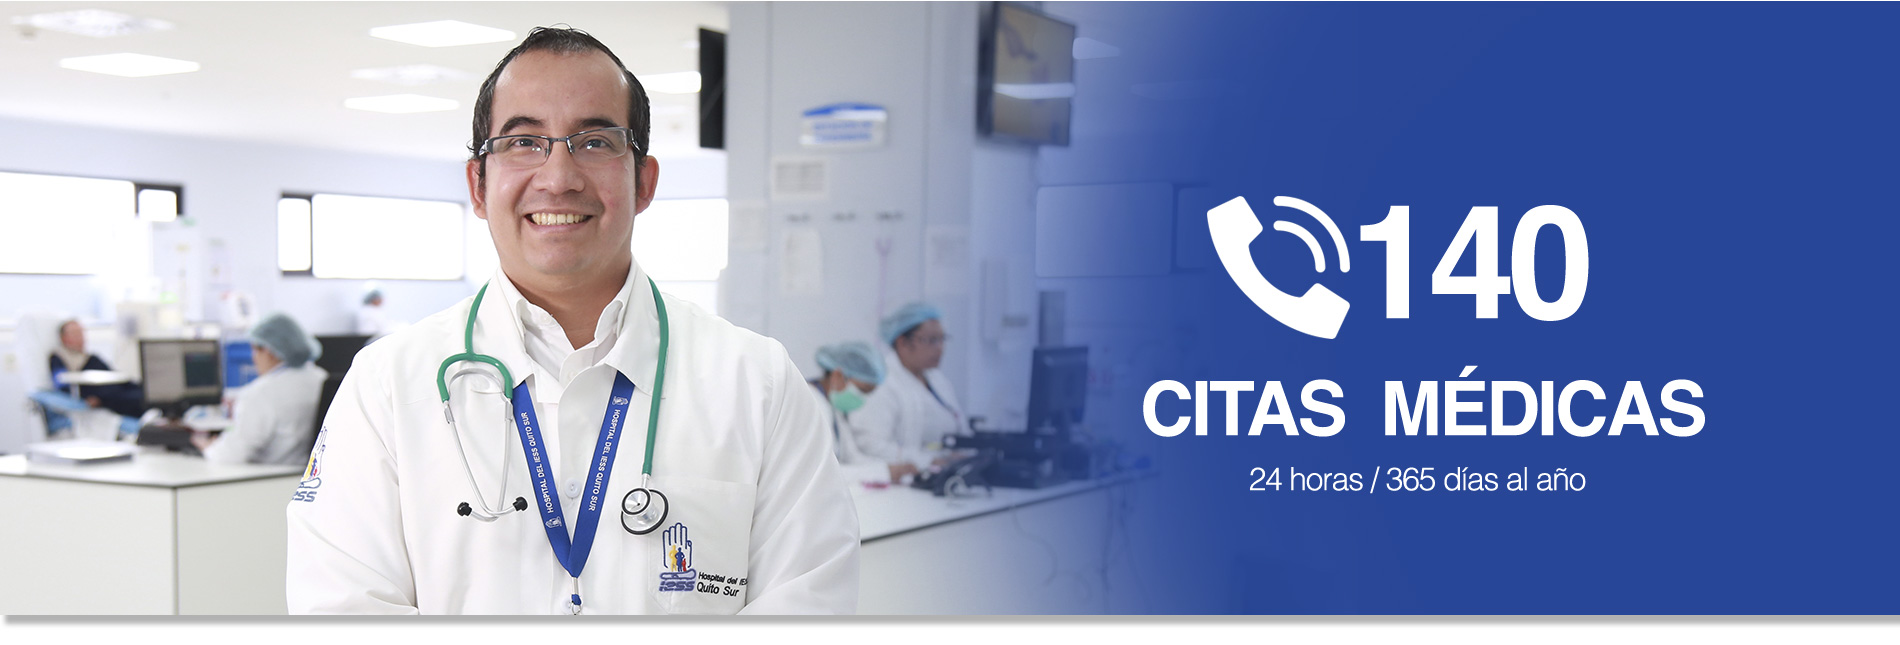 140
CITAS MÉDICAS
24 horas / 365 días al año
HOSPITAL DEL IESS QUITO SUR
HOSPITAL DEL IESS QUITO SUR
iess
iess
Hospital del IESS
Quito Sur